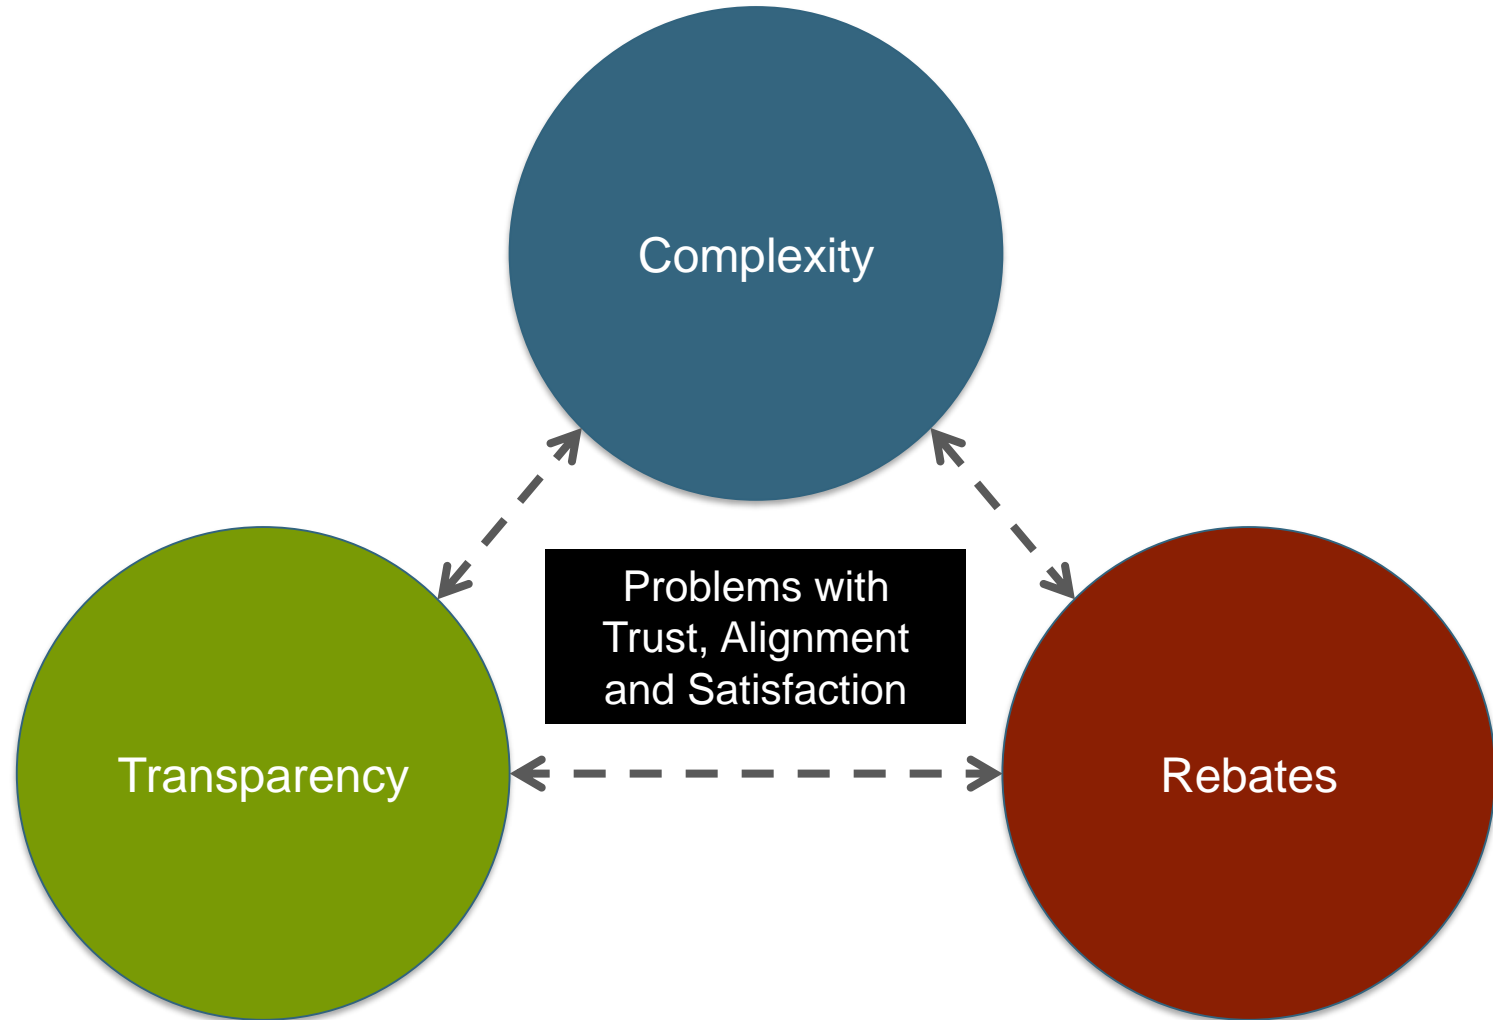 Complexity
Problems with
Trust, Alignment
and Satisfaction
Transparency
Rebates